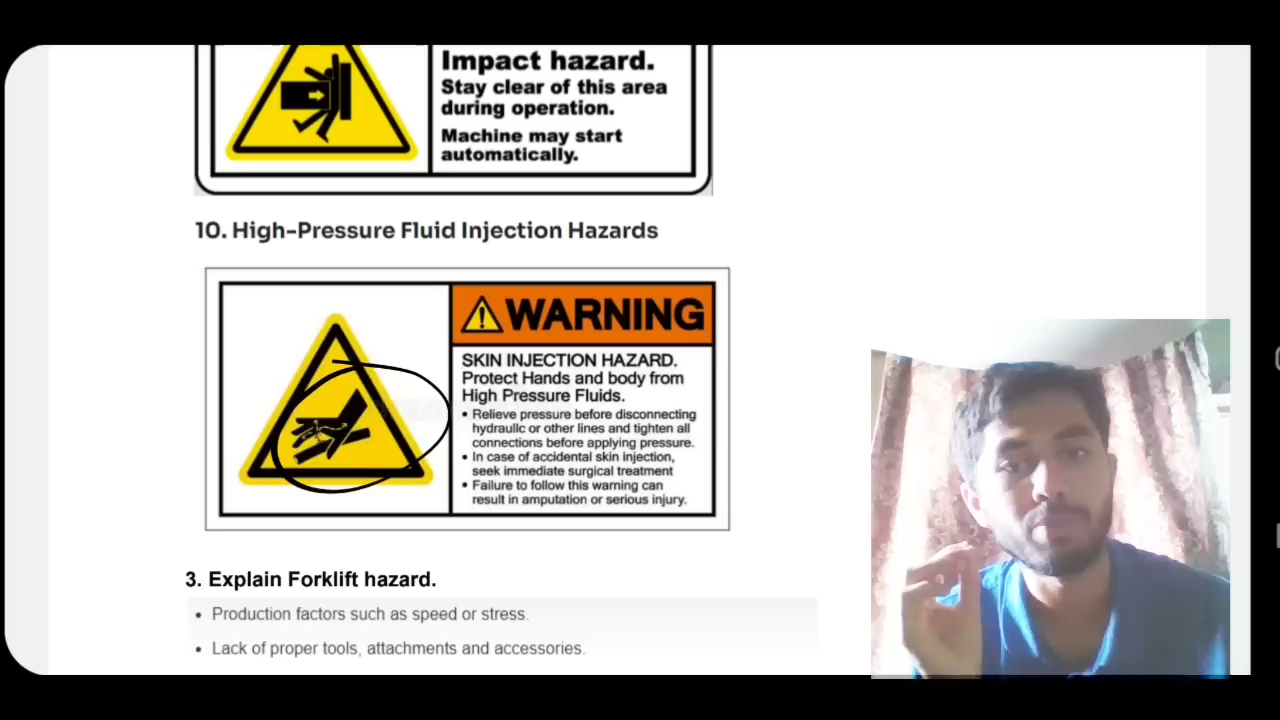 Impact hazard.
Stay clear of this area
during operation.
Machine may start
automatically.
10. High-Pressure Fluid Injection Hazards
WARNING
SKIN INJECTION HAZARD.
Protect Hands and body from
High Pressure Fluids.
• Relieve pressure before disconnecting
hydraulic or other lines and tighten all
connections before applying pressure.
• In case of accidental skin injection,
seek immediate surgical treatment
• Failure to follow this warning can
result in amputation or serious injury.
3. Explain Forklift hazard.
• Production factors such as speed or stress.
• Lack of proper tools, attachments and accessories.